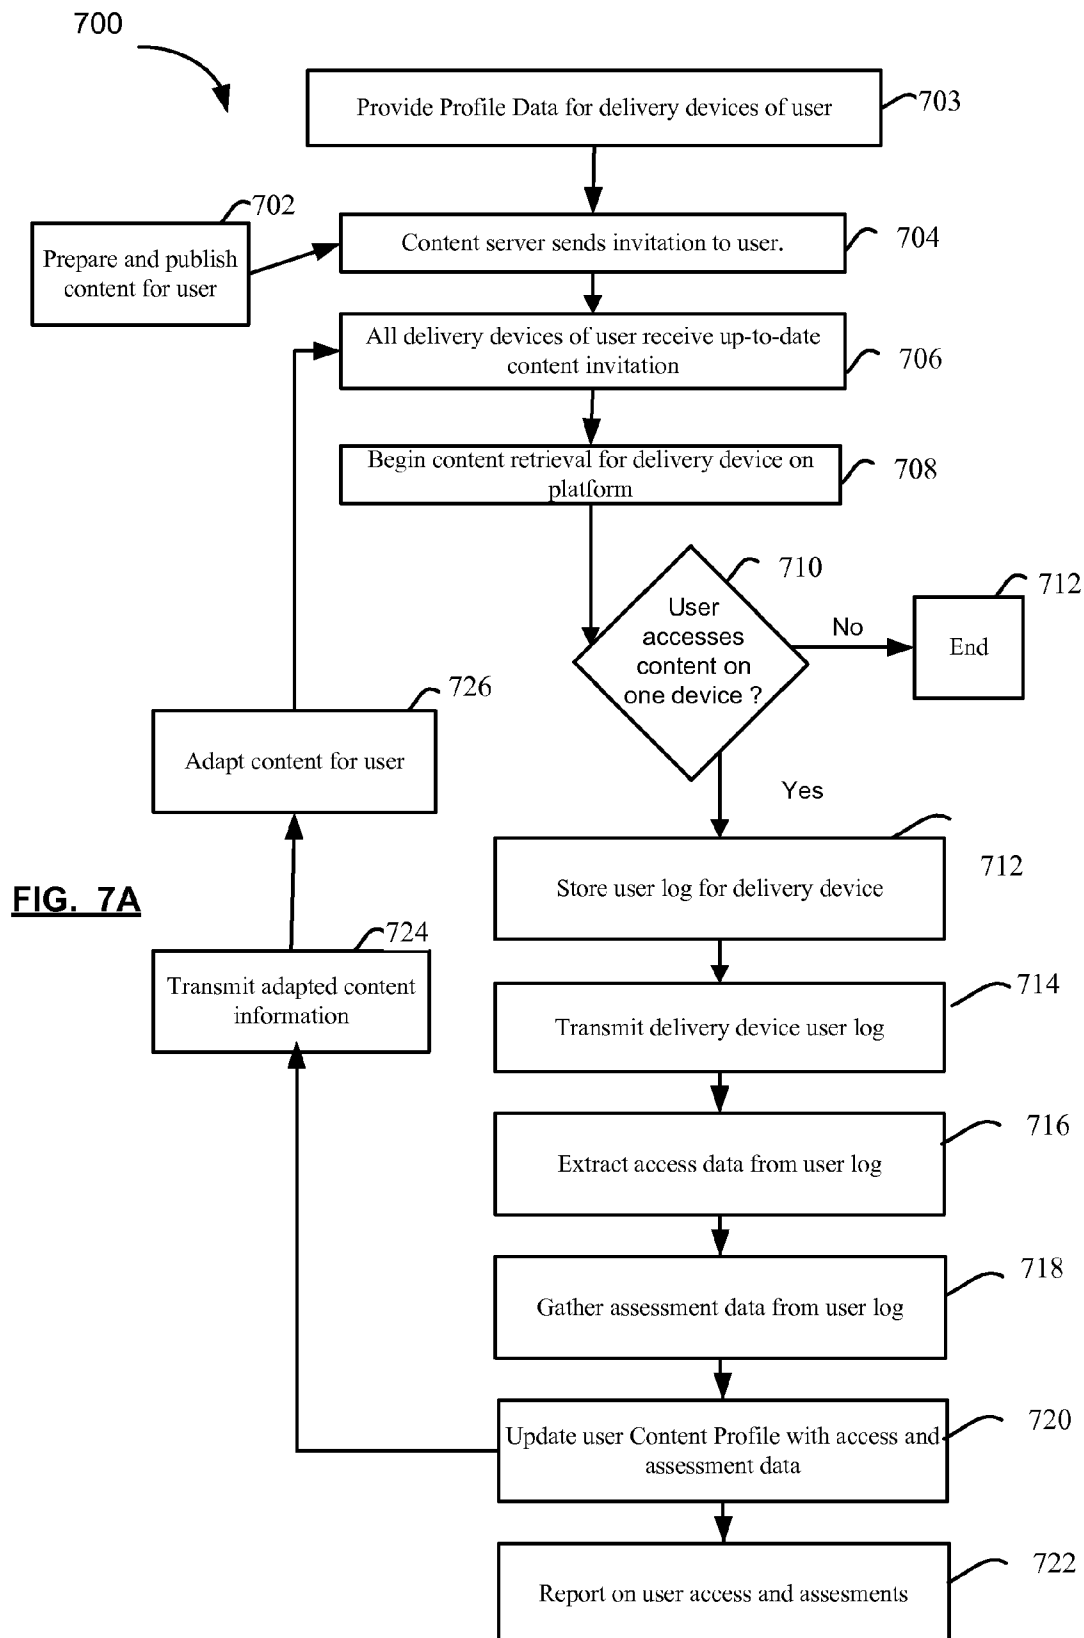 700
Provide Profile Data for delivery devices of user
703
702
Prepare and publish
content for user
Content server sends invitation to user.
704
All delivery devices of user receive up-to-date
content invitation
706
Begin content retrieval for delivery device on
platform
708
710
User
accesses
content on
one device ?
No
712
End
726
Adapt content for user
Yes
712
Store user log for delivery device
FIG. 7A
724
Transmit adapted content
information
714
Transmit delivery device user log
716
Extract access data from user log
718
Gather assessment data from user log
720
Update user Content Profile with access and
assessment data
722
Report on user access and assesments